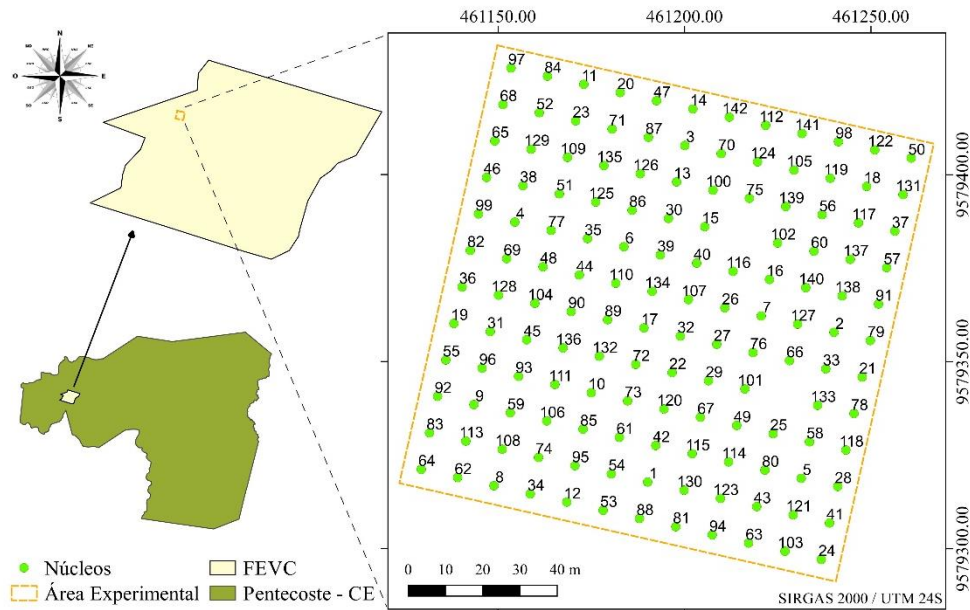 N
O
E
S
461150.00 461200.00 461250.00
9579400.00
9579350.00
9579300.00
97 84 11 20 47 14 142 112 141 98 122 50
68 52 23 71 87 3 70 124 105 119 18 131
65 129 109 135 126 13 100 75 139 56 117 37
46 38 51 125 86 30 15 102 60 137 57
99 4 77 35 6 39 40 116 16 140 138 91
82 69 48 44 110 134 107 26 7 127 2 79
36 128 104 90 89 17 32 27 76 66 33 21
19 31 45 136 132 72 22 29 101 133 78
55 96 93 111 10 73 120 67 49 25 58 118
92 9 59 106 85 61 42 115 114 80 5 28
83 113 108 74 95 54 1 130 123 43 121 41
64 62 8 34 12 53 88 81 94 63 103 24
Núcleos
FEVC
Área Experimental
Pentecoste - CE
0 10 20 30 40 m
SIRGAS 2000 / UTM 24S